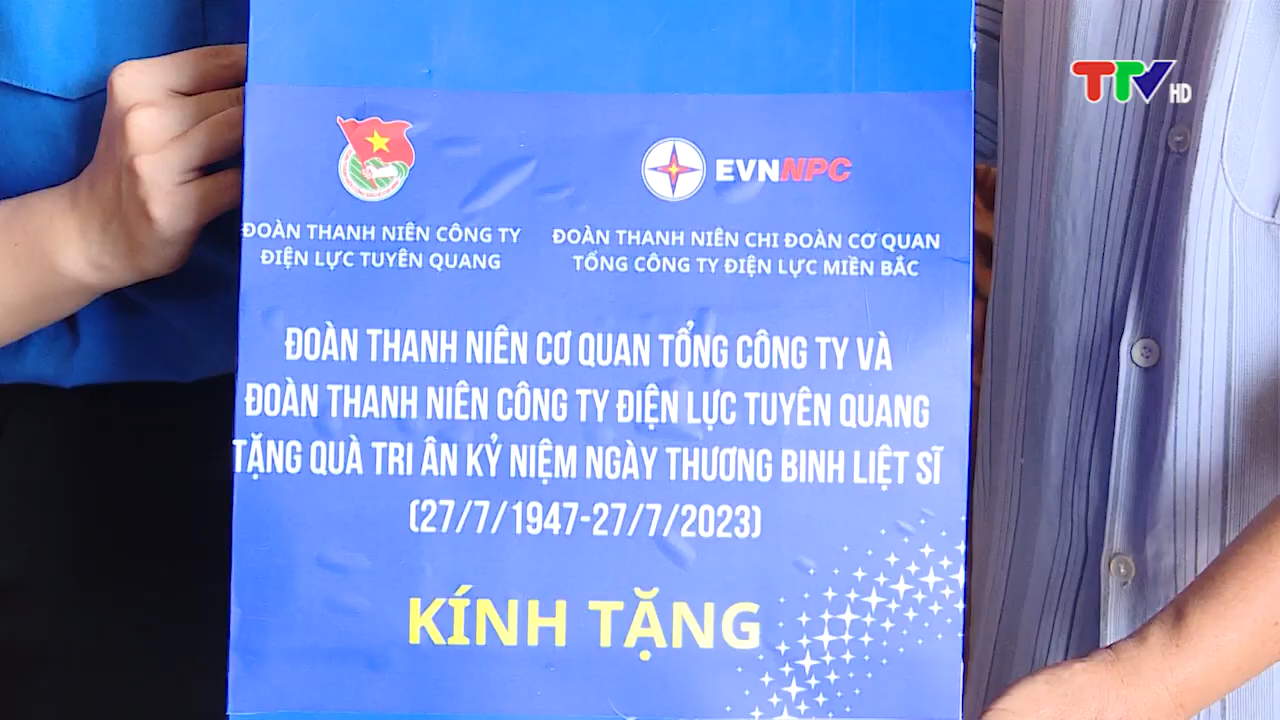 TTV HD
EVNNPC
ĐOÀN THANH NIÊN CÔNG TY
ĐIỆN LỰC TUYÊN QUANG
ĐOÀN THANH NIÊN CHI ĐOÀN CƠ QUAN
TỔNG CÔNG TY ĐIỆN LỰC MIỀN BẮC
ĐOÀN THANH NIÊN CƠ QUAN TỔNG CÔNG TY VÀ
ĐOÀN THANH NIÊN CÔNG TY ĐIỆN LỰC TUYÊN QUANG
TẶNG QUÀ TRI ÂN KỶ NIỆM NGÀY THƯƠNG BINH LIỆT SĨ
(27/7/1947-27/7/2023)
KÍNH TẶNG